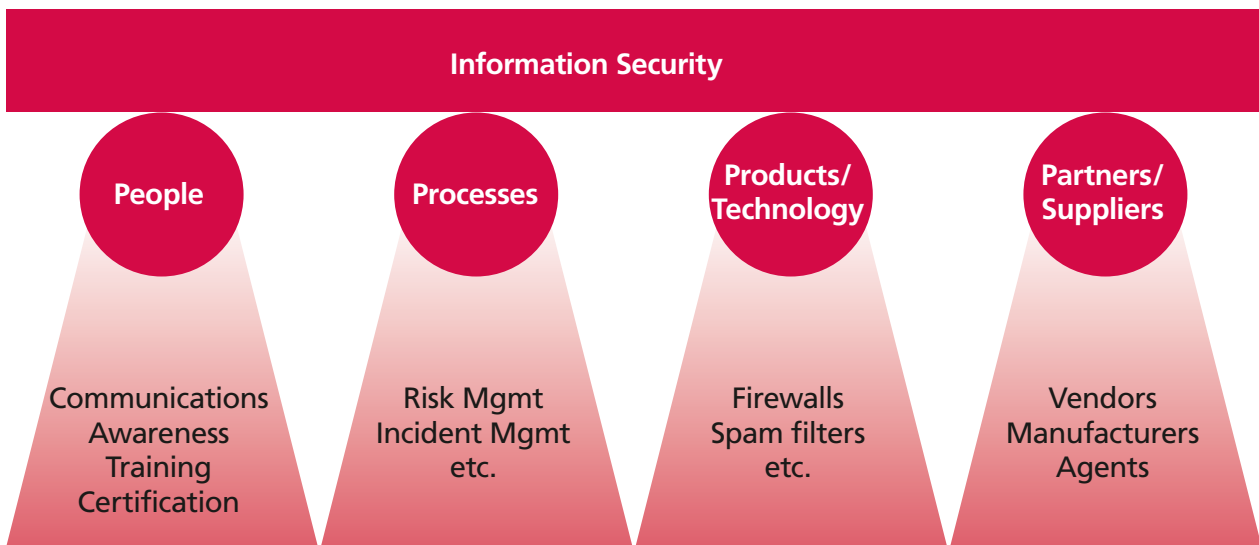 Information Security
People
Processes
Products/
Technology
Partners/
Suppliers
Communications
Awareness
Training
Certification
Risk Mgmt
Incident Mgmt
etc.
Firewalls
Spam filters
etc.
Vendors
Manufacturers
Agents